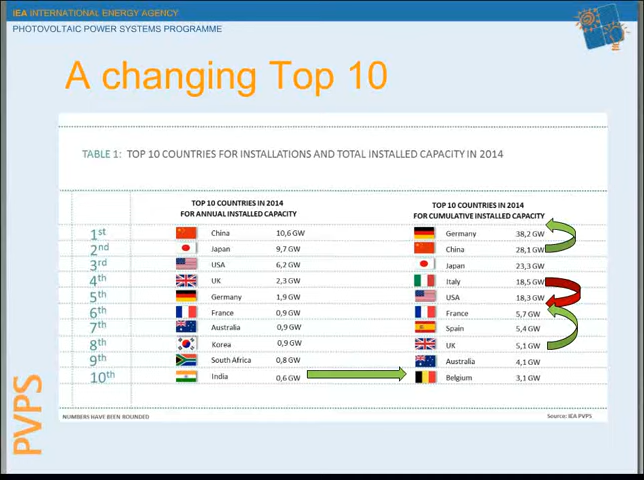 IEA INTERNATIONAL ENERGY AGENCY
PHOTOVOLTAIC POWER SYSTEMS PROGRAMME
A changing Top 10
TABLE 1: TOP 10 COUNTRIES FOR INSTALLATIONS AND TOTAL INSTALLED CAPACITY IN 2014
TOP 10 COUNTRIES IN 2014 TOP 10 COUNTRIES IN 2014
FOR ANNUAL INSTALLED CAPACITY FOR CUMULATIVE INSTALLED CAPACITY
1st China 10,6 GW Germany 38,2 GW
2nd Japan 9,7 GW China 28,1 GW
3rd USA 6,2 GW Japan 23,3 GW
4th UK 2,3 GW Italy 18,5 GW
5th Germany 1,9 GW USA 18,3 GW
6th France 0,9 GW France 5,7 GW
7th Australia 0,9 GW Spain 5,4 GW
8th Korea 0,9 GW UK 5,1 GW
9th South Africa 0,8 GW Australia 4,1 GW
10th India 0,6 GW Belgium 3,1 GW
NUMBERS HAVE BEEN ROUNDED Source: IEA PVPS
PVPS